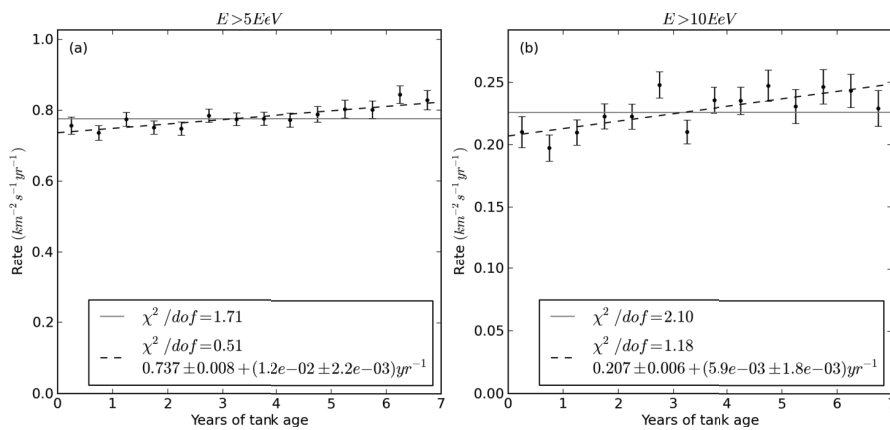 E>5EeV
(a)
1.0
0.8
0.6
0.4
0.2
0.0
Rate (km⁻² s⁻¹ yr⁻¹)
χ² /dof=1.71
χ² /dof=0.51
0.737±0.008+(1.2e−02±2.2e−03)yr⁻¹
0 1 2 3 4 5 6 7
Years of tank age
E>10EeV
(b)
0.25
0.20
0.15
0.10
0.05
0.00
Rate (km⁻² s⁻¹ yr⁻¹)
χ² /dof=2.10
χ² /dof=1.18
0.207±0.006+(5.9e−03±1.8e−03)yr⁻¹
0 1 2 3 4 5 6 7
Years of tank age